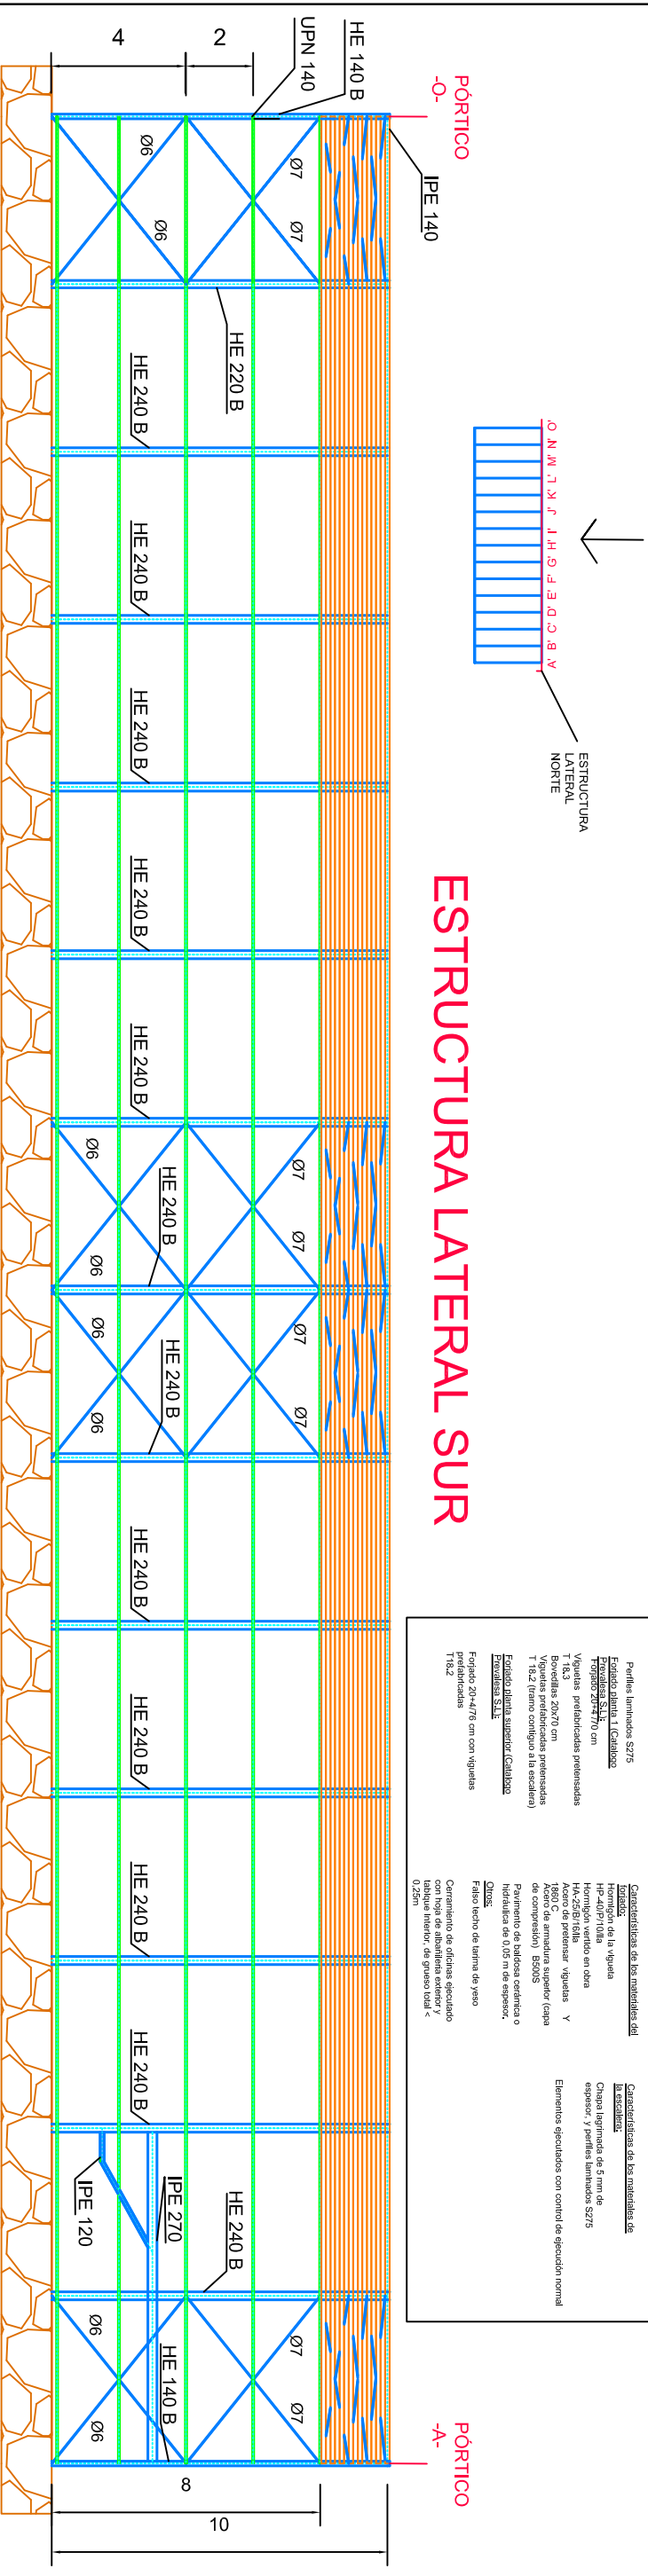 ESTRUCTURA LATERAL SUR
O' N' M' L' K' J' I' H' G' F' E' D' C' B' A'
ESTRUCTURA
LATERAL
NORTE
Perfiles laminados S275
Forjado planta 1 (Catálogo
Prevalesa S.L):
Forjado 20+4 /70 cm
Viguetas prefabricadas pretensadas
T 18.3
Bovedillas 20x70 cm
Viguetas prefabricadas pretensadas
T 18.2 (tramo contiguo a la escalera)
Forjado planta superior (Catálogo
Prevalesa S.L):
Forjado 20+4/76 cm con viguetas
prefabricadas
T18.2
Características de los materiales del
forjado:
Hormigón de la vigueta
HP-40/P/10/IIa
Hormigón vertido en obra
HA-25/B/16/IIa
Acero de pretensar viguetas Y
1860 C
Acero de armadura superior (capa
de compresión) B500S
Pavimento de baldosa cerámica o
hidráulica de 0,05 m de espesor.
Otros:
Falso techo de tarima de yeso
Cerramiento de oficinas ejecutado
con hoja de albañilería exterior y
tabique interior, de grueso total <
0,25m
Características de los materiales de
la escalera:
Chapa lagrimada de 5 mm de
espesor, y perfiles laminados S275
Elementos ejecutados con control de ejecución normal
PÓRTICO
-O-
PÓRTICO
-A-
IPE 140
HE 140 B
UPN 140
2
4
Ø7
Ø7
Ø6
Ø6
HE 220 B
HE 240 B
HE 240 B
HE 240 B
HE 240 B
HE 240 B
Ø7
Ø7
Ø6
Ø6
HE 240 B
Ø7
Ø7
Ø6
Ø6
HE 240 B
HE 240 B
HE 240 B
HE 240 B
HE 240 B
IPE 120
IPE 270
HE 240 B
Ø7
Ø7
Ø6
Ø6
HE 140 B
8
10